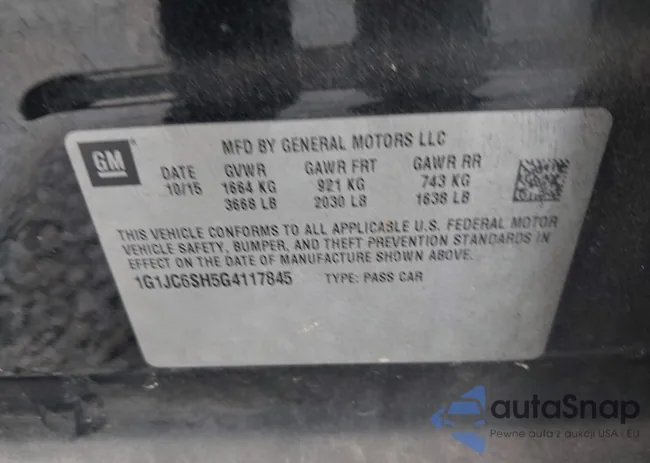 MFD BY GENERAL MOTORS LLC
GM
DATE GVWR GAWR FRT GAWR RR
10/15 1664 KG 921 KG 743 KG
3668 LB 2030 LB 1638 LB
THIS VEHICLE CONFORMS TO ALL APPLICABLE U.S. FEDERAL MOTOR
VEHICLE SAFETY, BUMPER, AND THEFT PREVENTION STANDARDS IN
EFFECT ON THE DATE OF MANUFACTURE SHOWN ABOVE.
1G1JC6SH5G4117845 TYPE: PASS CAR
autaSnap
Pewne auta z aukcji USA i EU